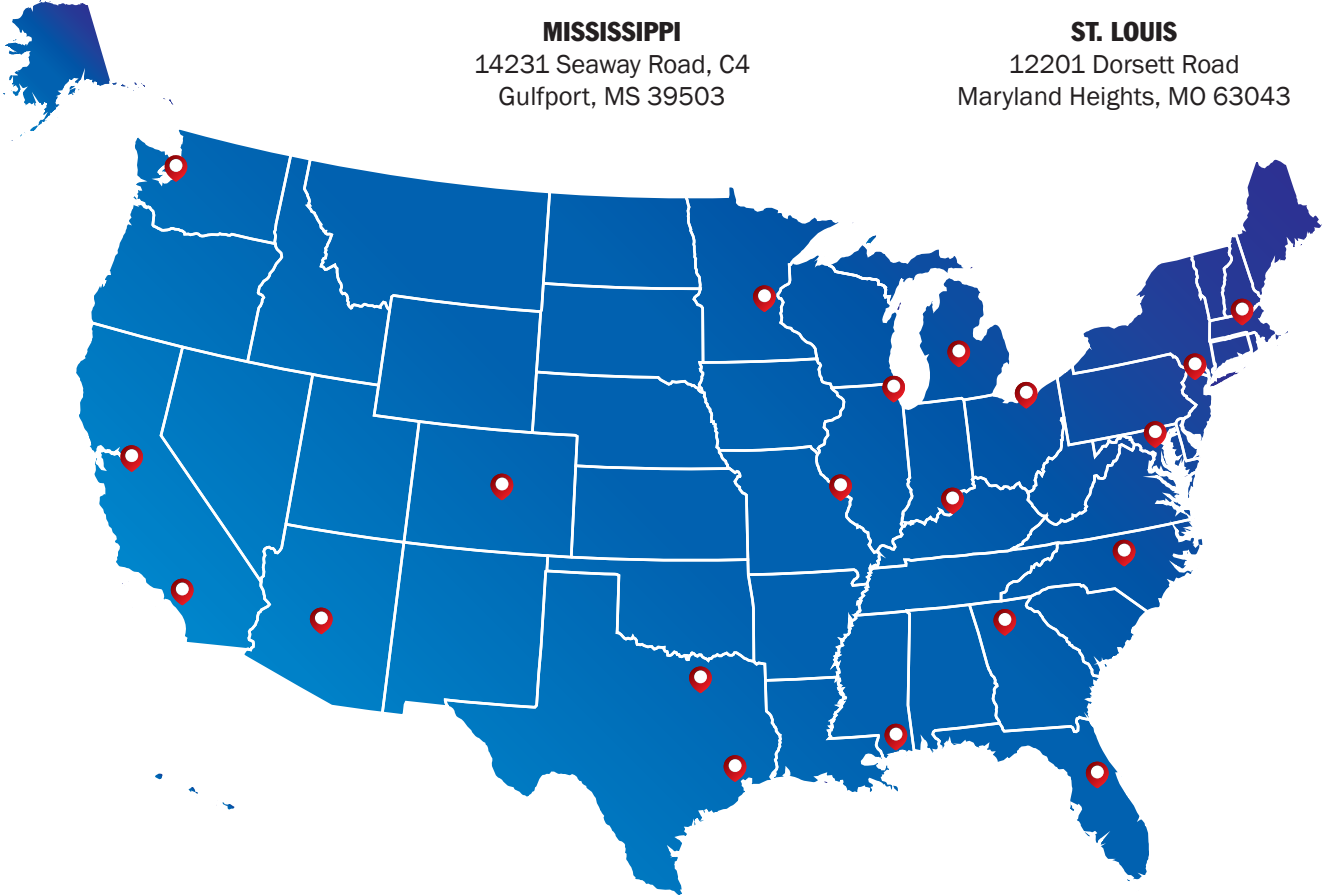 MISSISSIPPI
14231 Seaway Road, C4
Gulfport, MS 39503
ST. LOUIS
12201 Dorsett Road
Maryland Heights, MO 63043